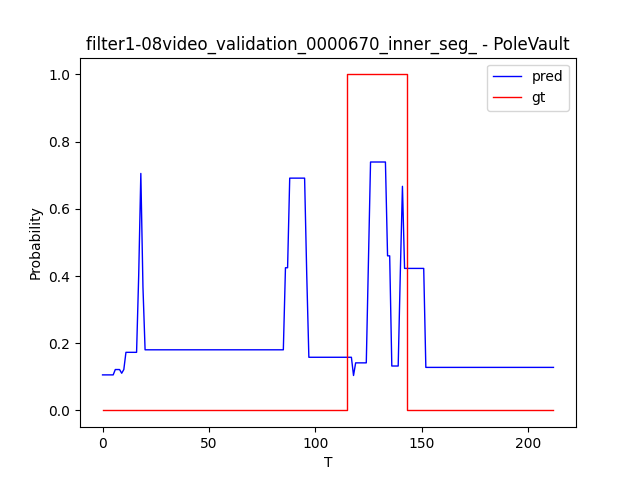 filter1-08video_validation_0000670_inner_seg_ - PoleVault
pred
gt
1.0
0.8
0.6
0.4
0.2
0.0
Probability
0
50
100
150
200
T